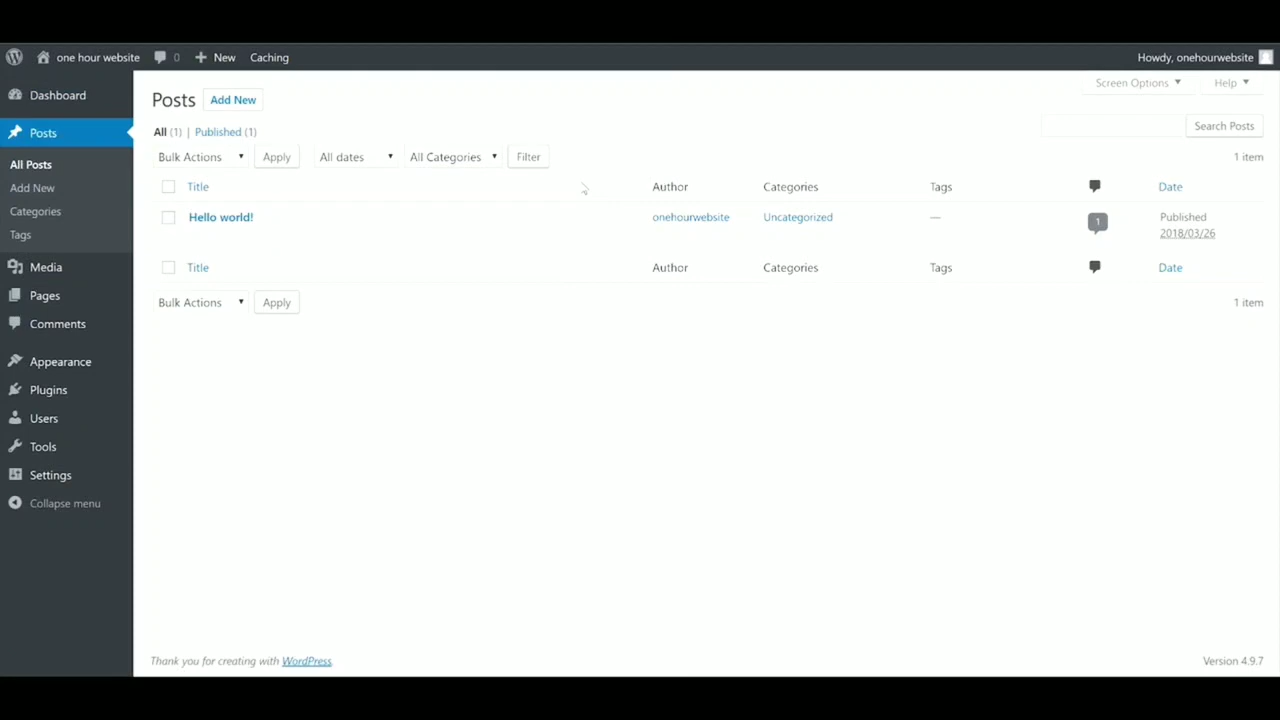 one hour website 0 New Caching Howdy, onehourwebsite
Dashboard
Posts
All Posts
Add New
Categories
Tags
Media
Pages
Comments
Appearance
Plugins
Users
Tools
Settings
Collapse menu
Screen Options Help
Posts Add New
All (1) | Published (1)
Search Posts
Bulk Actions Apply All dates All Categories Filter 1 item
Title Author Categories Tags Date
Hello world! onehourwebsite Uncategorized — 1 Published
2018/03/26
Title Author Categories Tags Date
Bulk Actions Apply 1 item
Thank you for creating with WordPress. Version 4.9.7